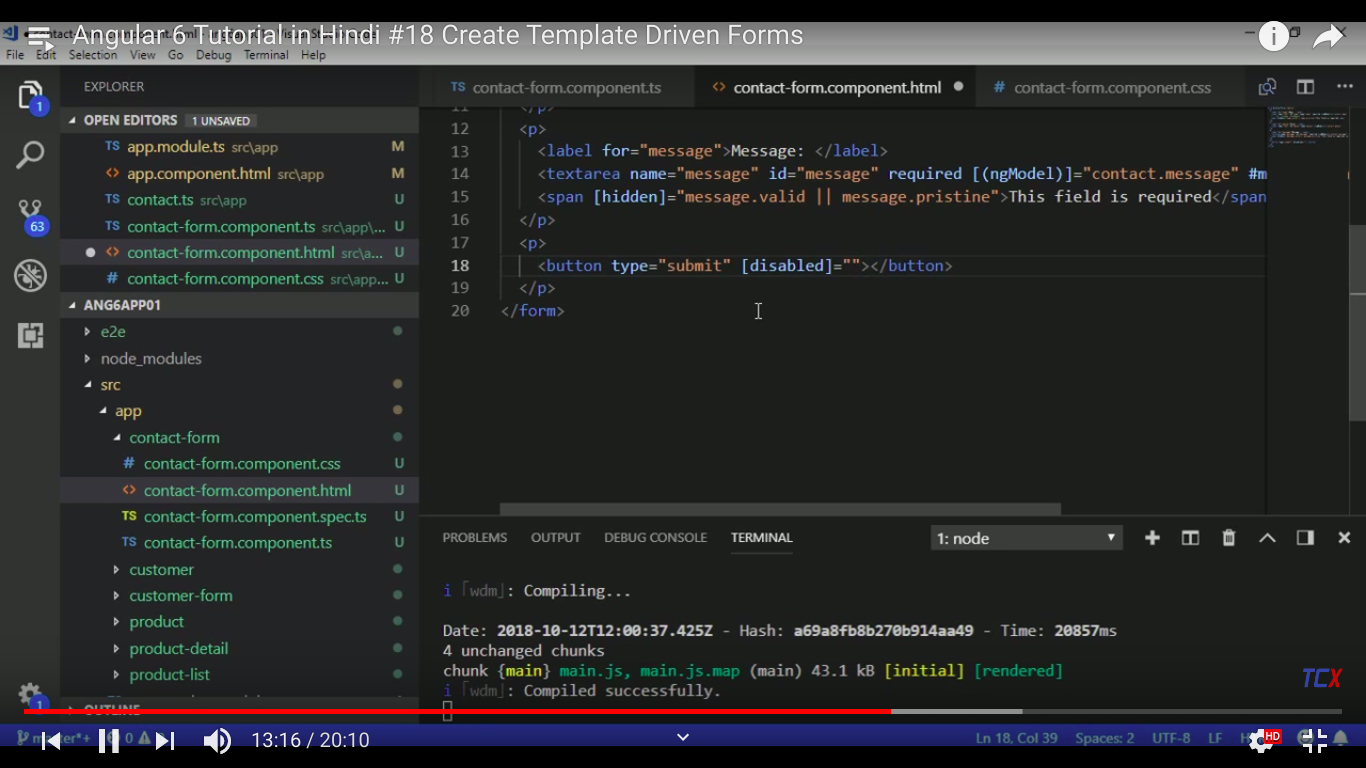 Angular 6 Tutorial in Hindi #18 Create Template Driven Forms
File Edit Selection View Go Debug Terminal Help
EXPLORER
OPEN EDITORS 1 UNSAVED
TS app.module.ts src\app M
<> app.component.html src\app M
TS contact.ts src\app U
TS contact-form.component.ts src\app\... U
<> contact-form.component.html src\a... U
# contact-form.component.css src\app... U
ANG6APP01
e2e
node_modules
src
app
contact-form
# contact-form.component.css U
<> contact-form.component.html U
TS contact-form.component.spec.ts U
TS contact-form.component.ts U
customer
customer-form
product
product-detail
product-list
OUTLINE
1
63
1
TS contact-form.component.ts <> contact-form.component.html # contact-form.component.css
11 </p>
12 <p>
13 <label for="message">Message: </label>
14 <textarea name="message" id="message" required [(ngModel)]="contact.message" #m
15 <span [hidden]="message.valid || message.pristine">This field is required</span
16 </p>
17 <p>
18 <button type="submit" [disabled]=""></button>
19 </p>
20 </form>
PROBLEMS OUTPUT DEBUG CONSOLE TERMINAL 1: node
i ｢wdm｣: Compiling...
Date: 2018-10-12T12:00:37.425Z - Hash: a69a8fb8b270b914aa49 - Time: 20857ms
4 unchanged chunks
chunk {main} main.js, main.js.map (main) 43.1 kB [initial] [rendered]
i ｢wdm｣: Compiled successfully.
TCX
13:16 / 20:10
Ln 18, Col 39 Spaces: 2 UTF-8 LF
HD